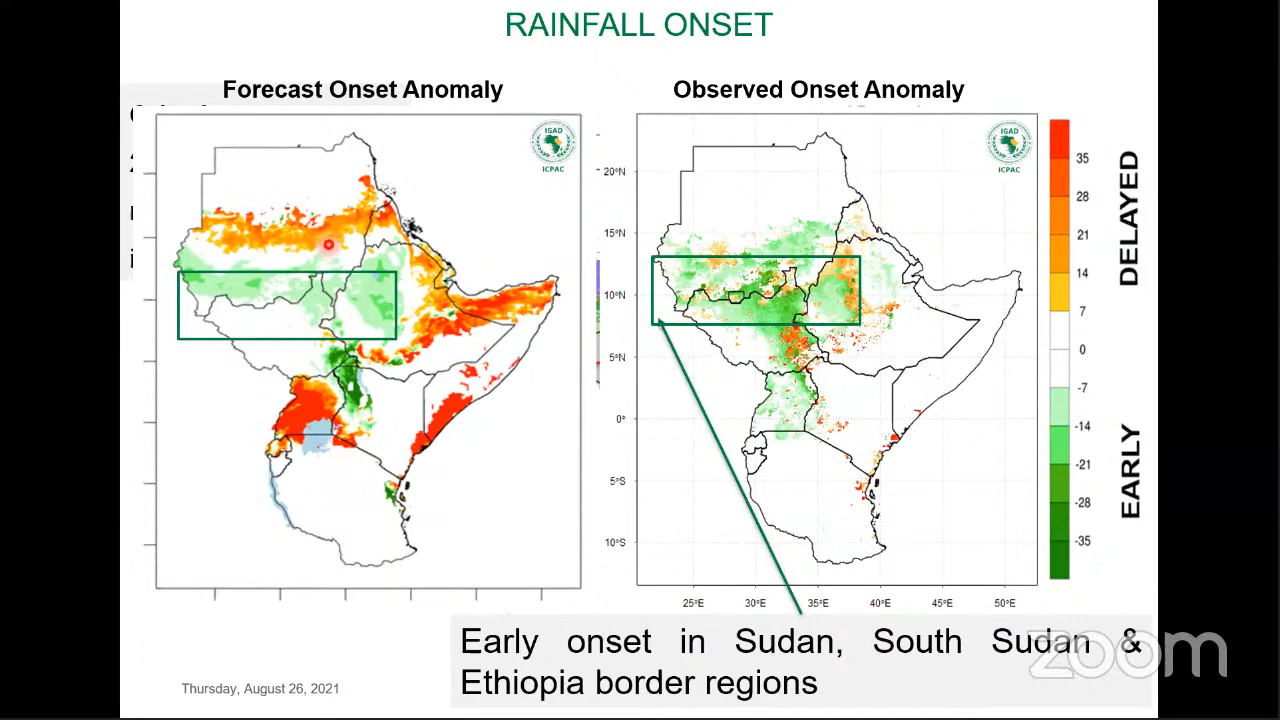 RAINFALL ONSET
Forecast Onset Anomaly
Observed Onset Anomaly
IGAD
ICPAC
IGAD
ICPAC
20°N
15°N
10°N
5°N
0°
5°S
10°S
25°E
30°E
35°E
40°E
45°E
50°E
35
28
21
14
7
0
-7
-14
-21
-28
-35
DELAYED
EARLY
Early onset in Sudan, South Sudan &
Ethiopia border regions
zoom
Thursday, August 26, 2021